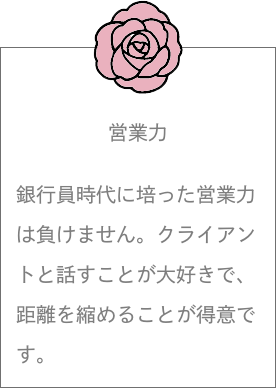 営業力
銀行員時代に培った営業力
は負けません。クライアン
トと話すことが大好きで、
距離を縮めることが得意で
す。